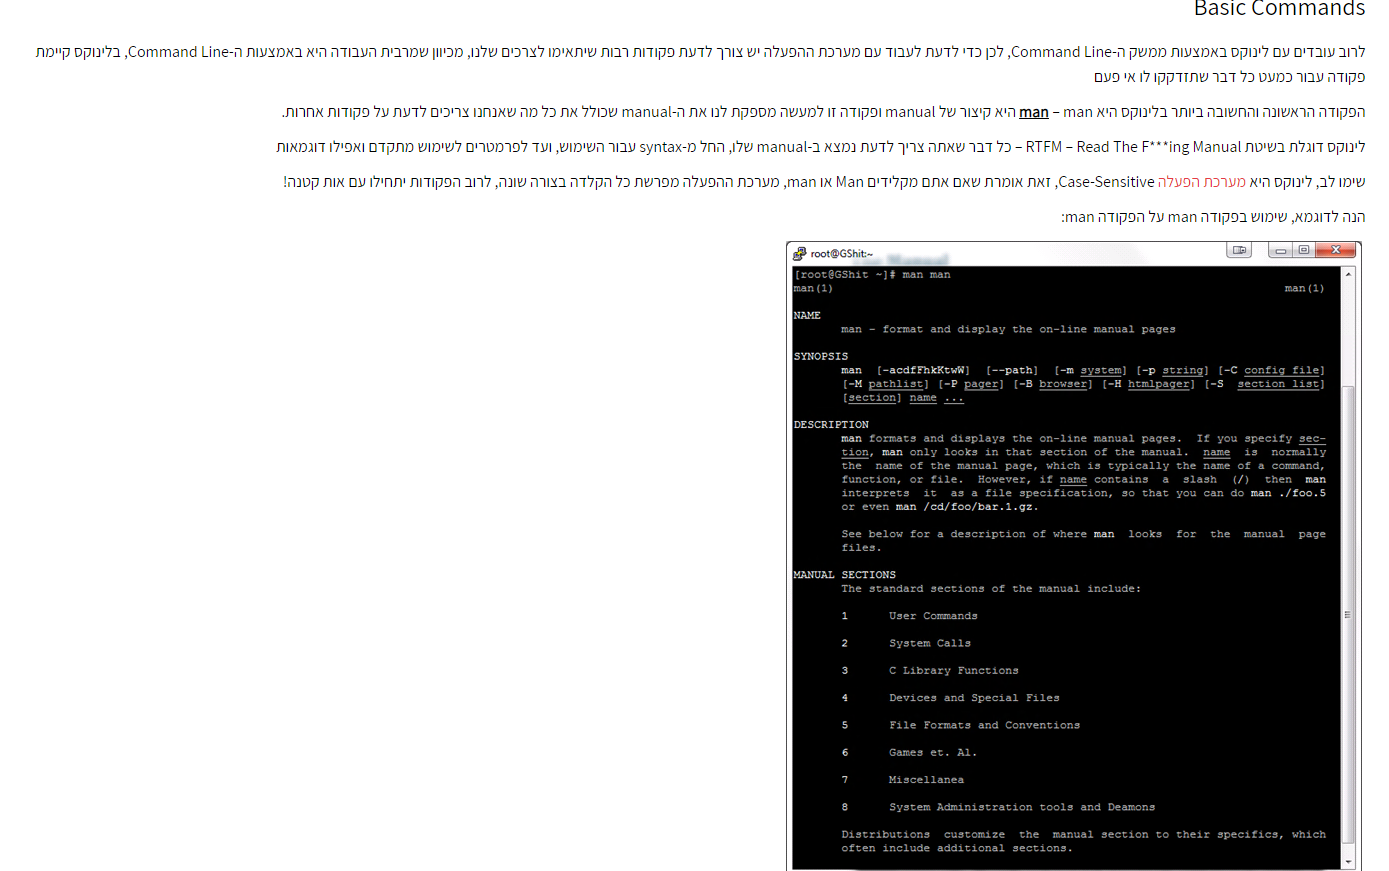 Basic Commands
לרוב עובדים עם לינוקס באמצעות ממשק ה-Command Line, לכן כדי לדעת לעבוד עם מערכת ההפעלה יש צורך לדעת פקודות רבות שיתאימו לצרכים שלנו, מכיוון שמרבית העבודה היא באמצעות ה-Command Line, בלינוקס קיימת
פקודה עבור כמעט כל דבר שתזדקקו לו אי פעם
הפקודה הראשונה והחשובה ביותר בלינוקס היא man – man היא קיצור של manual ופקודה זו למעשה מספקת לנו את ה-manual שכולל את כל מה שאנחנו צריכים לדעת על פקודות אחרות.
לינוקס דוגלת בשיטת RTFM – Read The F***ing Manual – כל דבר שאתה צריך לדעת נמצא ב-manual שלו, החל מ-syntax עבור השימוש, ועד לפרמטרים לשימוש מתקדם ואפילו דוגמאות
שימו לב, לינוקס היא מערכת הפעלה Case-Sensitive, זאת אומרת שאם אתם מקלידים Man או man, מערכת ההפעלה מפרשת כל הקלדה בצורה שונה, לרוב הפקודות יתחילו עם אות קטנה!
הנה לדוגמא, שימוש בפקודה man על הפקודה man:
root@GShit:~
[root@GShit ~]# man man
man(1) man(1)
NAME
man - format and display the on-line manual pages
SYNOPSIS
man [-acdfFhkKtwW] [--path] [-m system] [-p string] [-C config_file]
[-M pathlist] [-P pager] [-B browser] [-H htmlpager] [-S section_list]
[section] name ...
DESCRIPTION
man formats and displays the on-line manual pages. If you specify sec-
tion, man only looks in that section of the manual. name is normally
the name of the manual page, which is typically the name of a command,
function, or file. However, if name contains a slash (/) then man
interprets it as a file specification, so that you can do man ./foo.5
or even man /cd/foo/bar.1.gz.
See below for a description of where man looks for the manual page
files.
MANUAL SECTIONS
The standard sections of the manual include:
1 User Commands
2 System Calls
3 C Library Functions
4 Devices and Special Files
5 File Formats and Conventions
6 Games et. Al.
7 Miscellanea
8 System Administration tools and Deamons
Distributions customize the manual section to their specifics, which
often include additional sections.